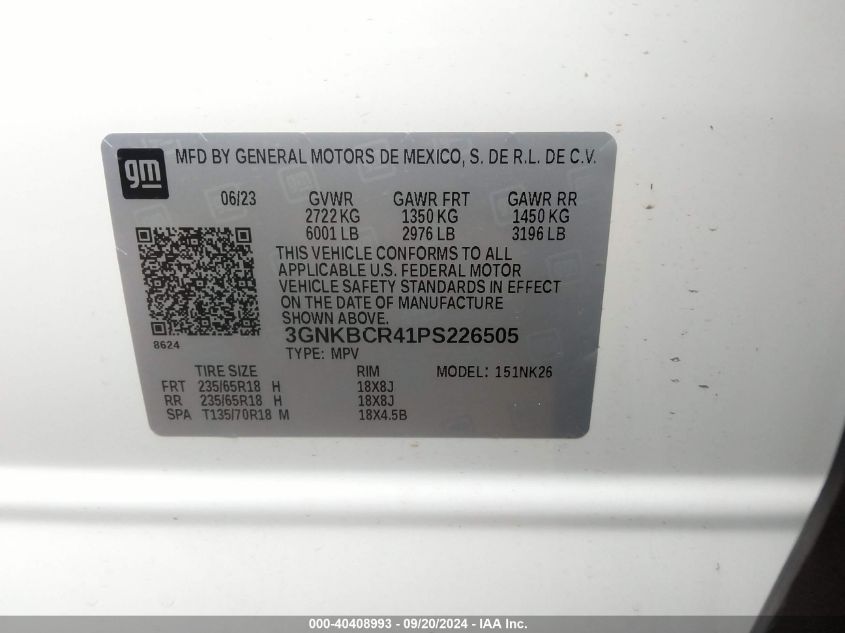 gm
MFD BY GENERAL MOTORS DE MEXICO, S. DE R.L. DE C.V.
06/23 GVWR GAWR FRT GAWR RR
2722 KG 1350 KG 1450 KG
6001 LB 2976 LB 3196 LB
THIS VEHICLE CONFORMS TO ALL
APPLICABLE U.S. FEDERAL MOTOR
VEHICLE SAFETY STANDARDS IN EFFECT
ON THE DATE OF MANUFACTURE
SHOWN ABOVE.
8624
3GNKBCR41PS226505
TYPE: MPV
TIRE SIZE RIM MODEL: 151NK26
FRT 235/65R18 H 18X8J
RR 235/65R18 H 18X8J
SPA T135/70R18 M 18X4.5B
000-40408993 - 09/20/2024 - IAA Inc.